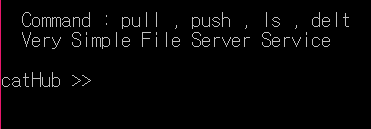 Command : pull , push , ls , delt
Very Simple File Server Service
catHub >>